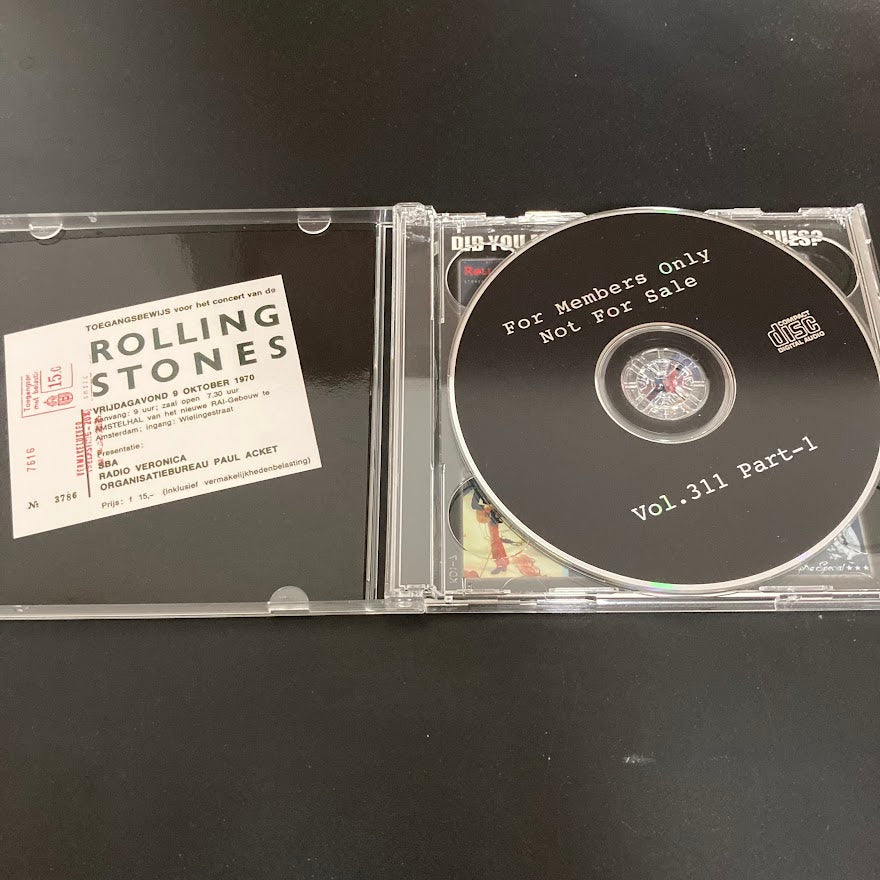 TOEGANGSBEWIJS voor het concert van de
ROLLING
STONES
VRIJDAGAVOND 9 OKTOBER 1970
Aanvang: 9 uur; zaal open 7,30 uur
AMSTELHAL van het nieuwe RAI-Gebouw te
Amsterdam; ingang: Wielingestraat
Presentatie:
SBA
RADIO VERONICA
ORGANISATIEBUREAU PAUL ACKET
Prijs: f 15,- (inklusief vermakelijkhedenbelasting)
№ 3786
7616
DID YOU
For Members Only
Not For Sale
COMPACT
disc
DIGITAL AUDIO
Vol.311 Part-1